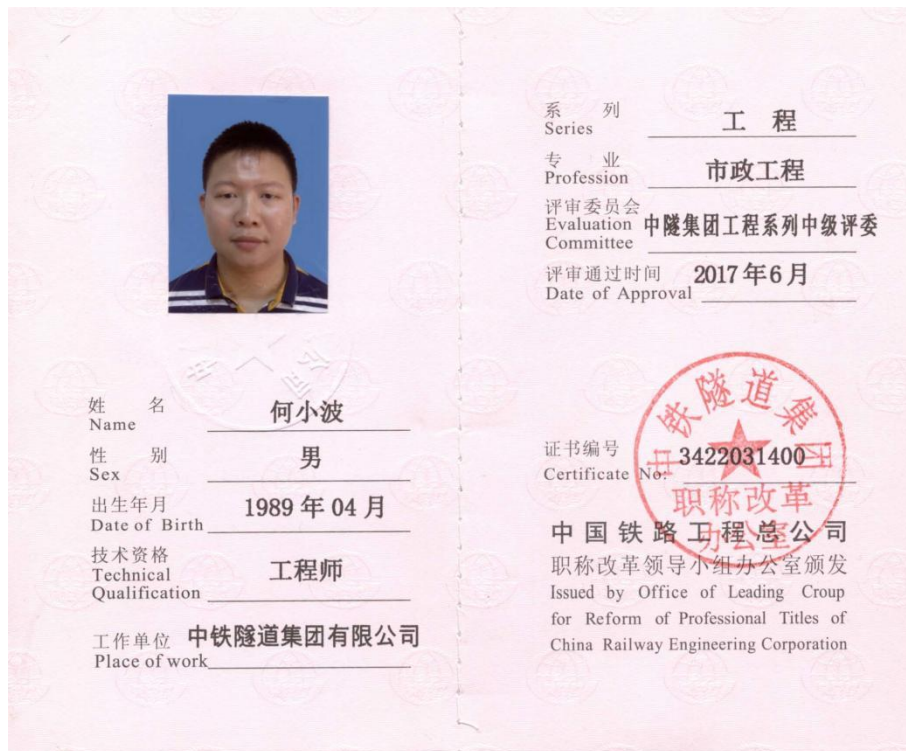 姓 名 何小波
Name
性 别 男
Sex
出生年月 1989 年 04 月
Date of Birth
技术资格 工程师
Technical
Qualification
工作单位 中铁隧道集团有限公司
Place of work
系 列 工 程
Series
专 业 市政工程
Profession
评审委员会
Evaluation 中隧集团工程系列中级评委
Committee
评审通过时间 2017 年 6 月
Date of Approval
中铁隧道集团
职称改革
办公室
证书编号 3422031400
Certificate No:
中国铁路工程总公司
职称改革领导小组办公室颁发
Issued by Office of Leading Croup
for Reform of Professional Titles of
China Railway Engineering Corporation